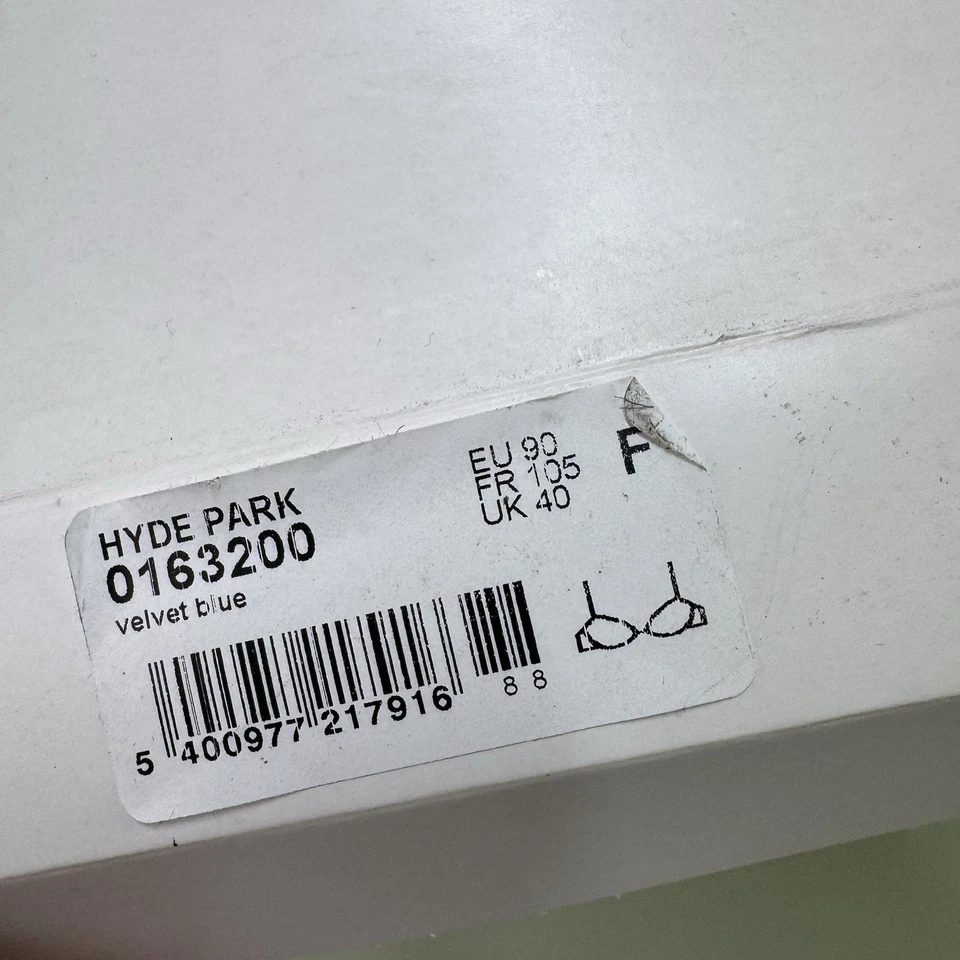 HYDE PARK
0163200
velvet blue
EU 90
FR 105
UK 40
F
5 400977 217916
88